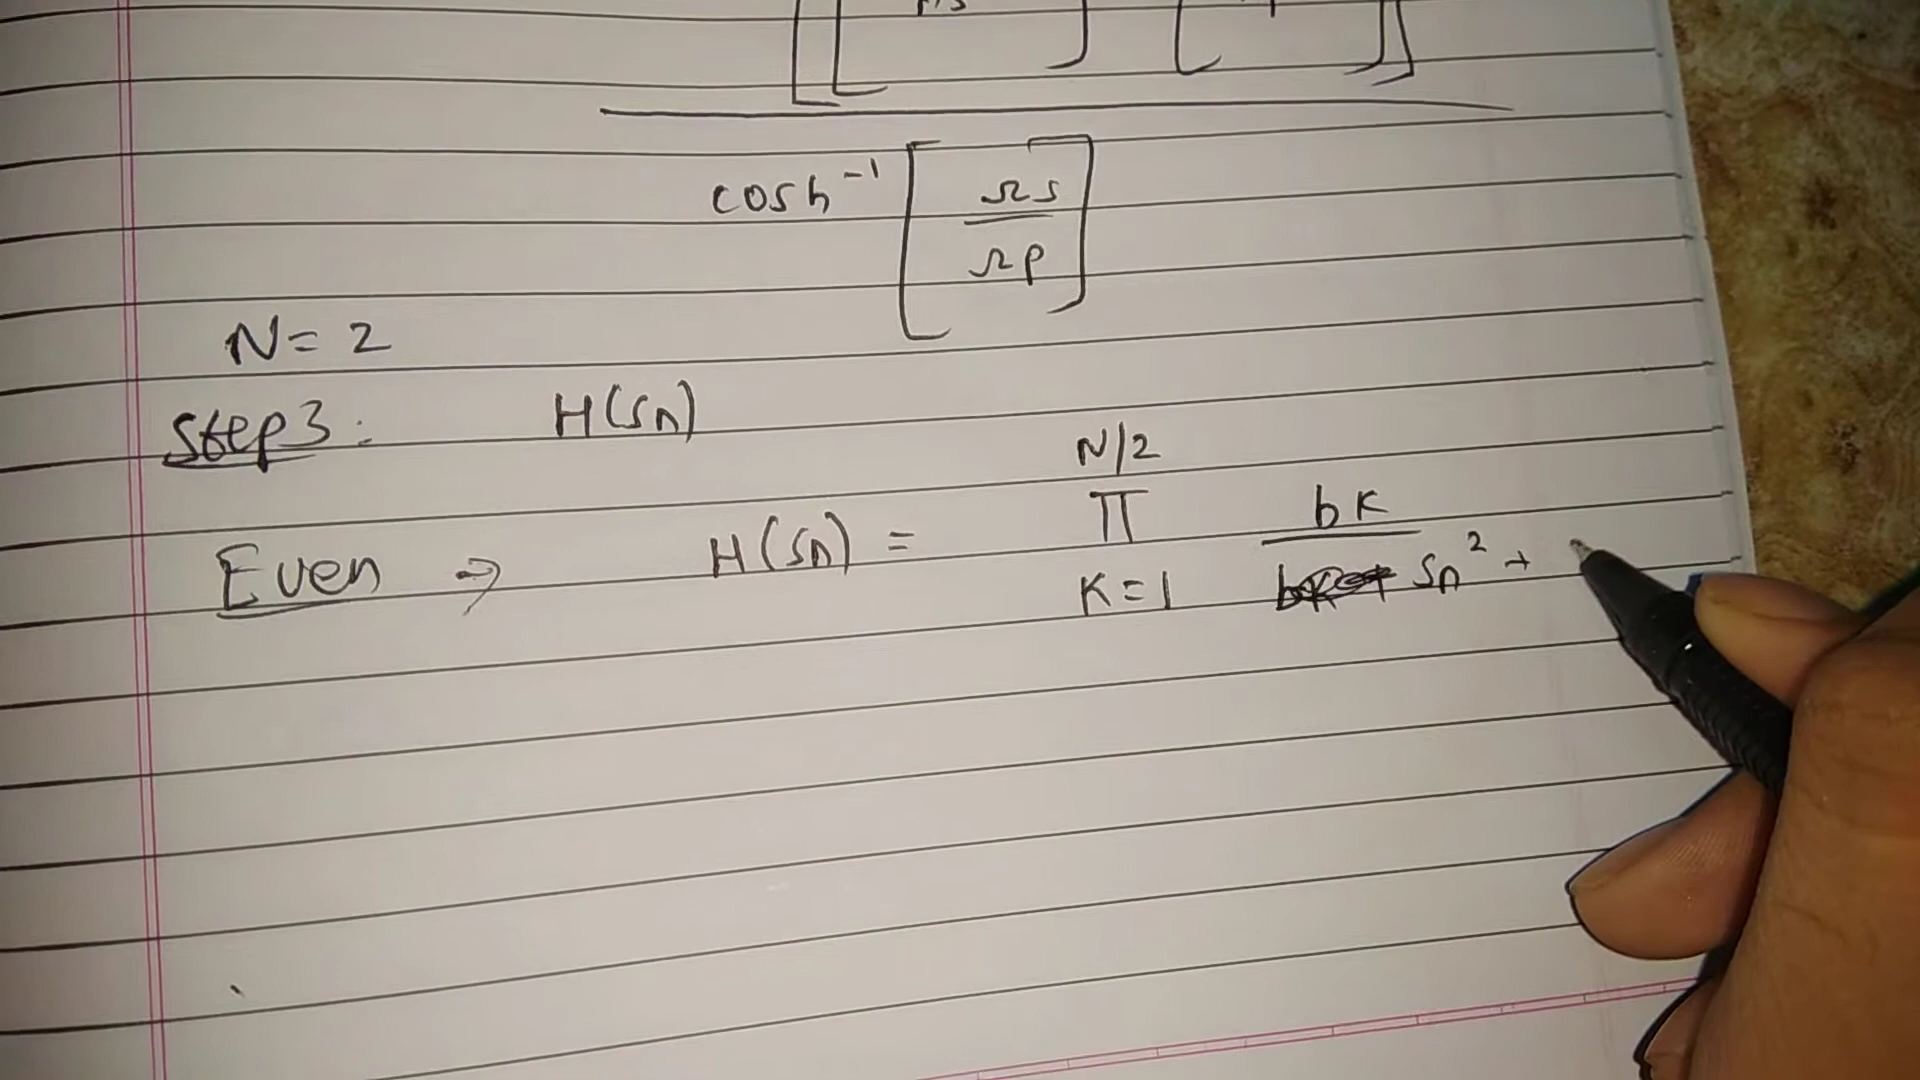 cosh⁻¹ [ Ωs / Ωp ]
N = 2
Step 3: H(Sn)
N/2
Even → H(Sn) = Π bK / Sn² +
K = 1